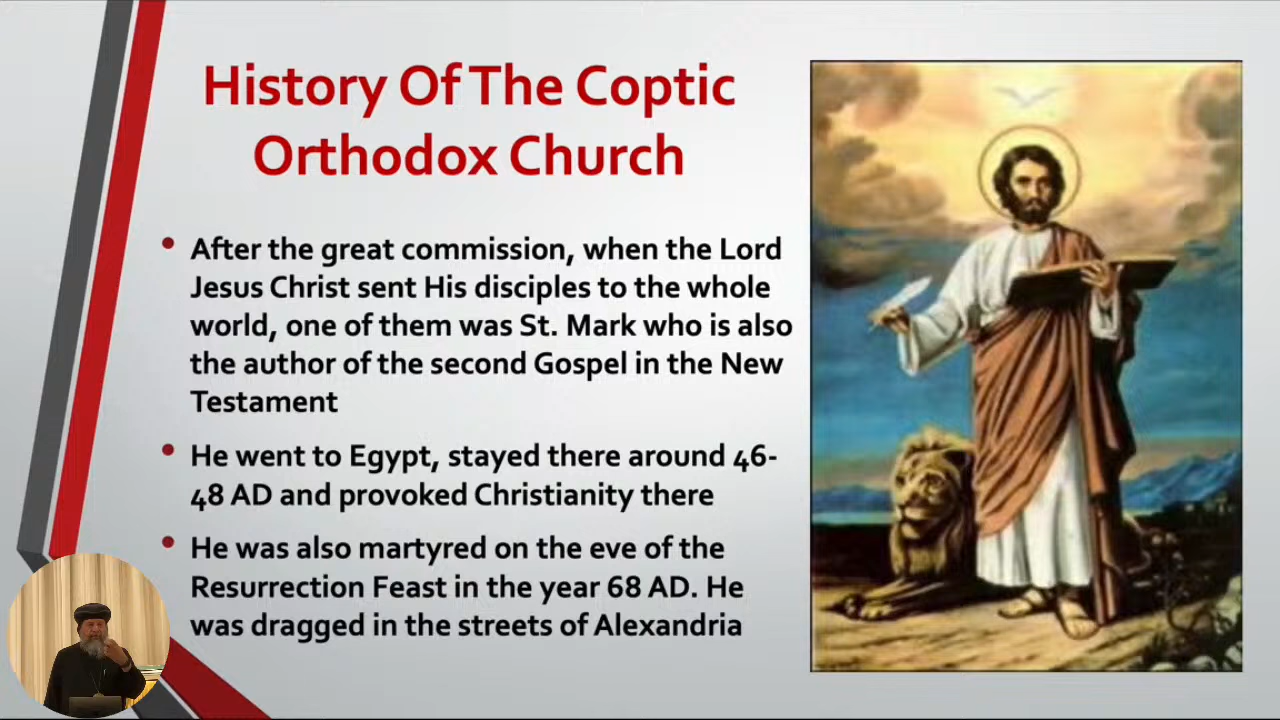 History Of The Coptic
Orthodox Church
After the great commission, when the Lord
Jesus Christ sent His disciples to the whole
world, one of them was St. Mark who is also
the author of the second Gospel in the New
Testament
He went to Egypt, stayed there around 46-
48 AD and provoked Christianity there
He was also martyred on the eve of the
Resurrection Feast in the year 68 AD. He
was dragged in the streets of Alexandria